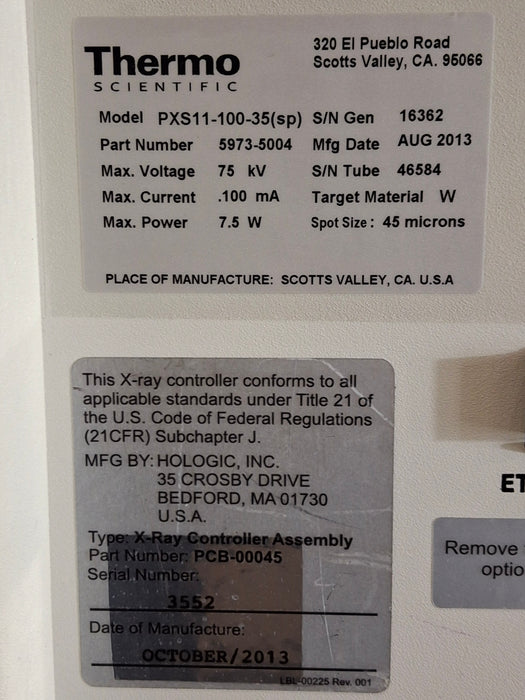 Thermo
SCIENTIFIC
320 El Pueblo Road
Scotts Valley, CA. 95066
Model PXS11-100-35(sp) S/N Gen 16362
Part Number 5973-5004 Mfg Date AUG 2013
Max. Voltage 75 kV S/N Tube 46584
Max. Current .100 mA Target Material W
Max. Power 7.5 W Spot Size : 45 microns
PLACE OF MANUFACTURE: SCOTTS VALLEY, CA. U.S.A
This X-ray controller conforms to all
applicable standards under Title 21 of
the U.S. Code of Federal Regulations
(21CFR) Subchapter J.
MFG BY: HOLOGIC, INC.
35 CROSBY DRIVE
BEDFORD, MA 01730
U.S.A.
Type: X-Ray Controller Assembly
Part Number: PCB-00045
Serial Number:
3552
Date of Manufacture:
OCTOBER/2013
LBL-00225 Rev. 001
ET
Remove
optio